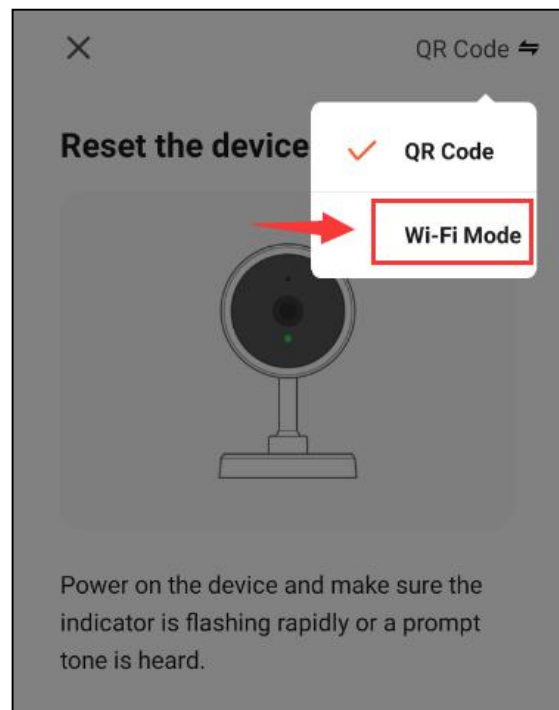 QR Code
Reset the device
QR Code
Wi-Fi Mode
Power on the device and make sure the
indicator is flashing rapidly or a prompt
tone is heard.